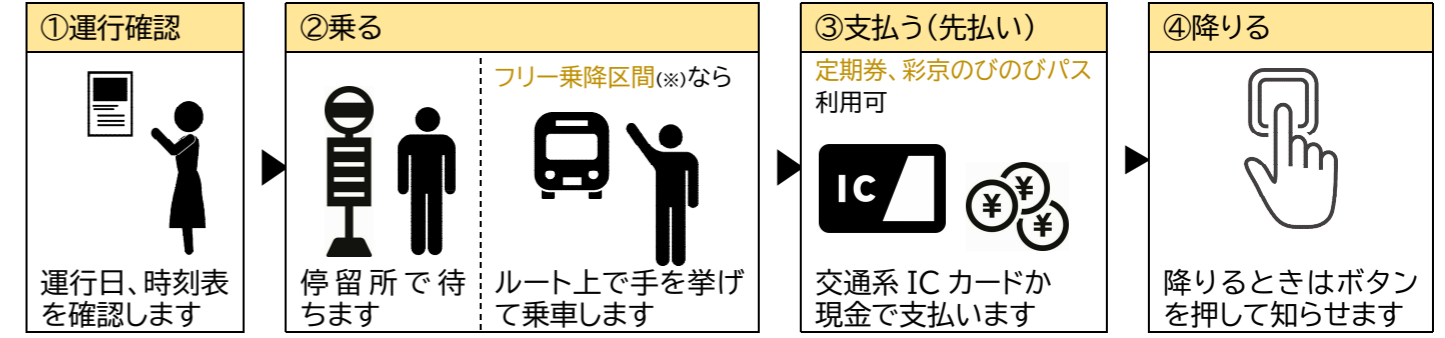 ①運行確認
運行日、時刻表
を確認します
②乗る
停留所で待
ちます
フリー乗降区間(※)なら
ルート上で手を挙げ
て乗車します
③支払う(先払い)
定期券、彩京のびのびパス
利用可
IC
¥
¥
¥
交通系 IC カードか
現金で支払います
④降りる
降りるときはボタン
を押して知らせます